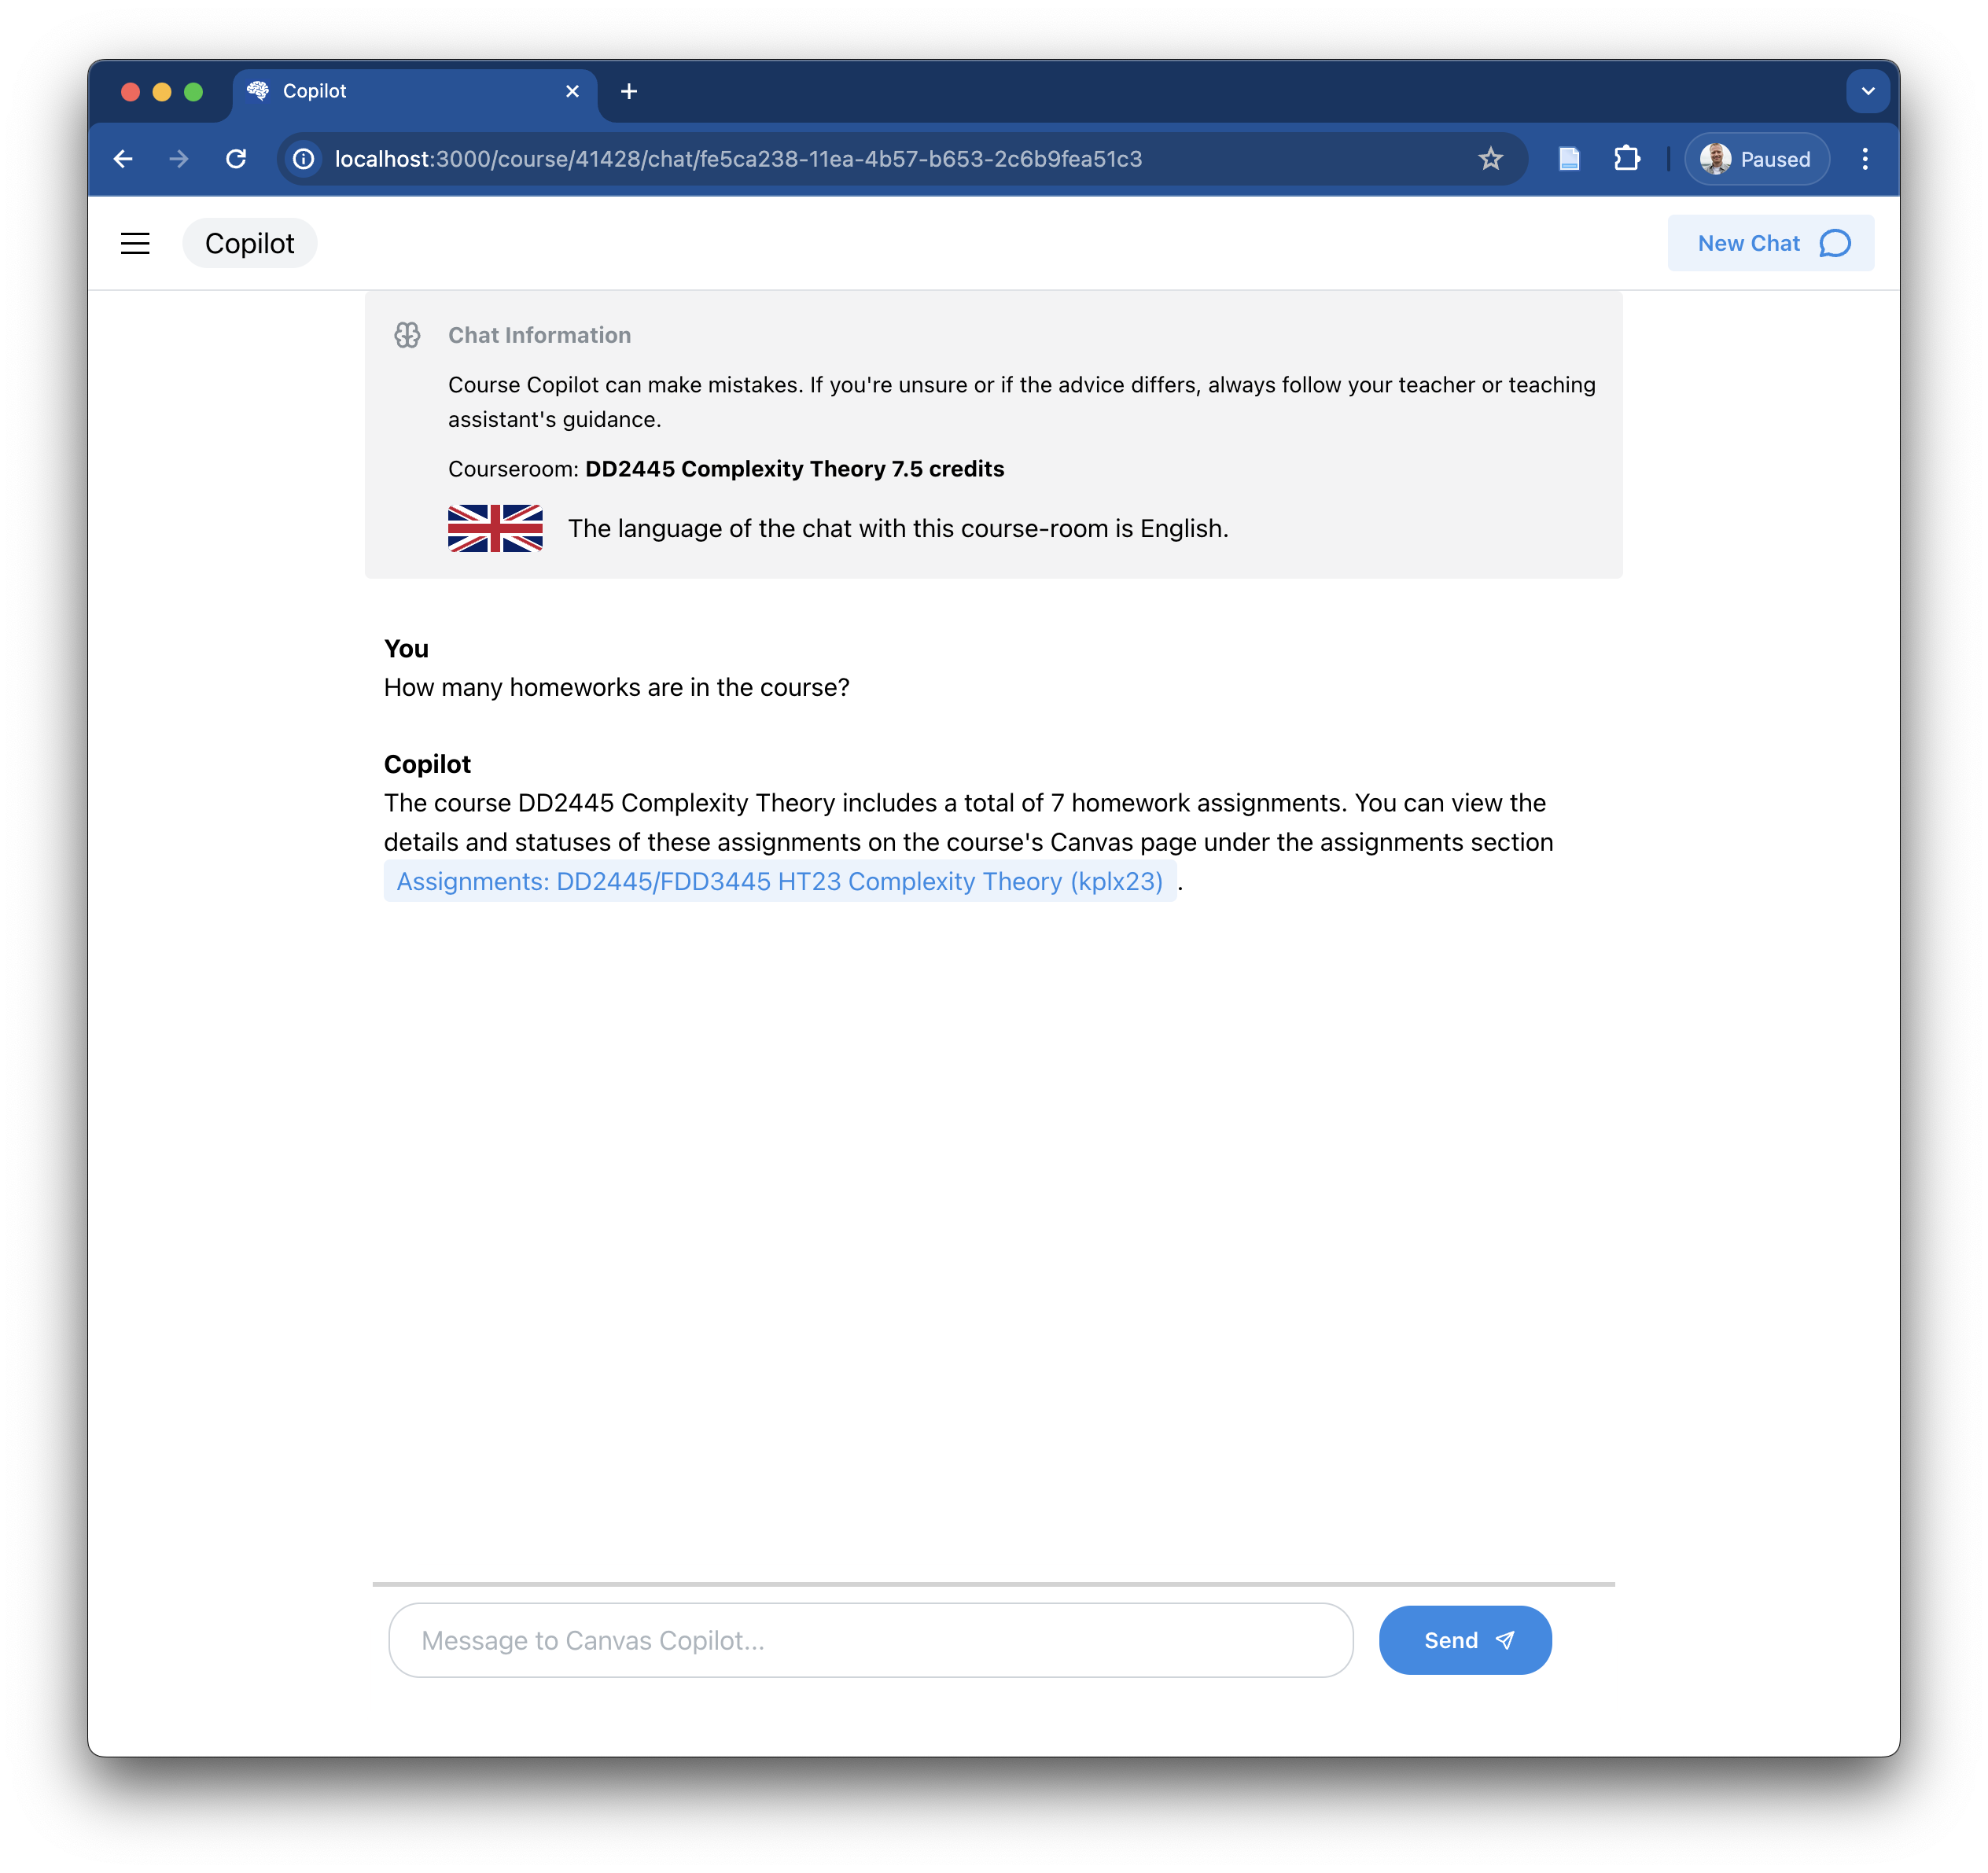 Copilot
localhost:3000/course/41428/chat/fe5ca238-11ea-4b57-b653-2c6b9fea51c3
Paused
Copilot
New Chat
Chat Information
Course Copilot can make mistakes. If you're unsure or if the advice differs, always follow your teacher or teaching
assistant's guidance.
Courseroom: DD2445 Complexity Theory 7.5 credits
The language of the chat with this course-room is English.
You
How many homeworks are in the course?
Copilot
The course DD2445 Complexity Theory includes a total of 7 homework assignments. You can view the
details and statuses of these assignments on the course's Canvas page under the assignments section
Assignments: DD2445/FDD3445 HT23 Complexity Theory (kplx23) .
Message to Canvas Copilot...
Send